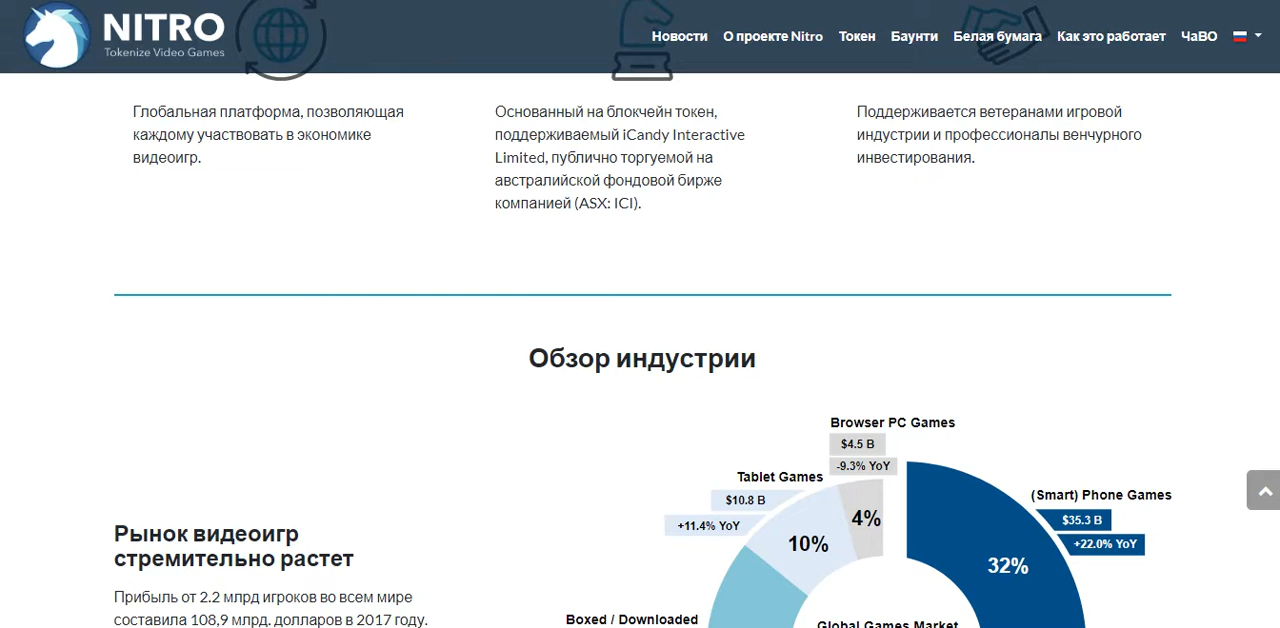 NITRO
Tokenize Video Games
Новости О проекте Nitro Токен Баунти Белая бумага Как это работает ЧаВО
Глобальная платформа, позволяющая
каждому участвовать в экономике
видеоигр.
Основанный на блокчейн токен,
поддерживаемый iCandy Interactive
Limited, публично торгуемой на
австралийской фондовой бирже
компанией (ASX: ICI).
Поддерживается ветеранами игровой
индустрии и профессионалы венчурного
инвестирования.
Обзор индустрии
Рынок видеоигр
стремительно растет
Прибыль от 2.2 млрд игроков во всем мире
составила 108,9 млрд. долларов в 2017 году.
Browser PC Games
$4.5 B
-9.3% YoY
4%
Tablet Games
$10.8 B
+11.4% YoY
10%
(Smart) Phone Games
$35.3 B
+22.0% YoY
32%
Boxed / Downloaded
Global Games Market